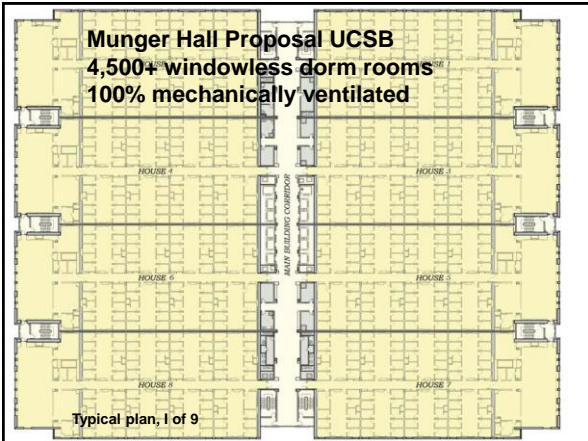 Munger Hall Proposal UCSB
4,500+ windowless dorm rooms
100% mechanically ventilated
HOUSE 4
HOUSE 3
MAIN BUILDING CORRIDOR
HOUSE 6
HOUSE 5
HOUSE 8
HOUSE 7
Typical plan, 1 of 9